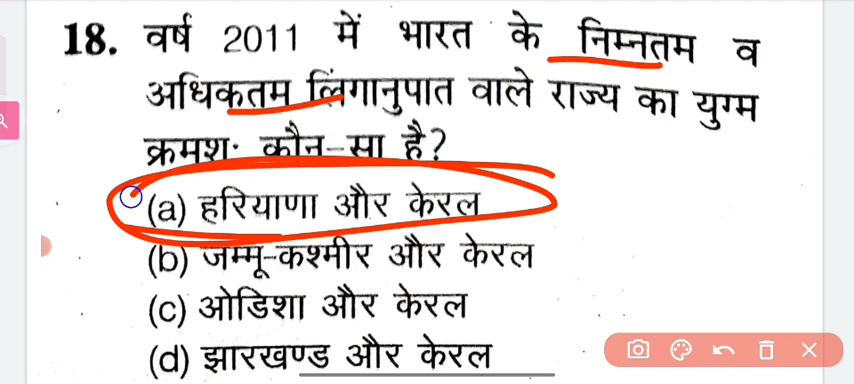 18. वर्ष 2011 में भारत के निम्नतम व
अधिकतम लिंगानुपात वाले राज्य का युग्म
क्रमशः कौन-सा है?
(a) हरियाणा और केरल
(b) जम्मू-कश्मीर और केरल
(c) ओडिशा और केरल
(d) झारखण्ड और केरल